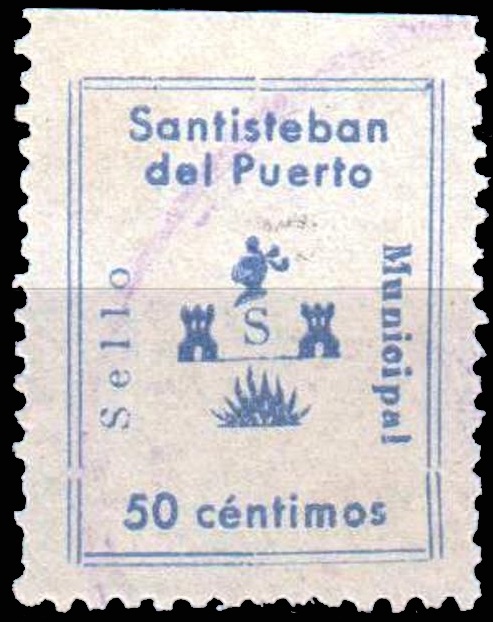 Santisteban
del Puerto
Sello
S
Municipal
50 céntimos